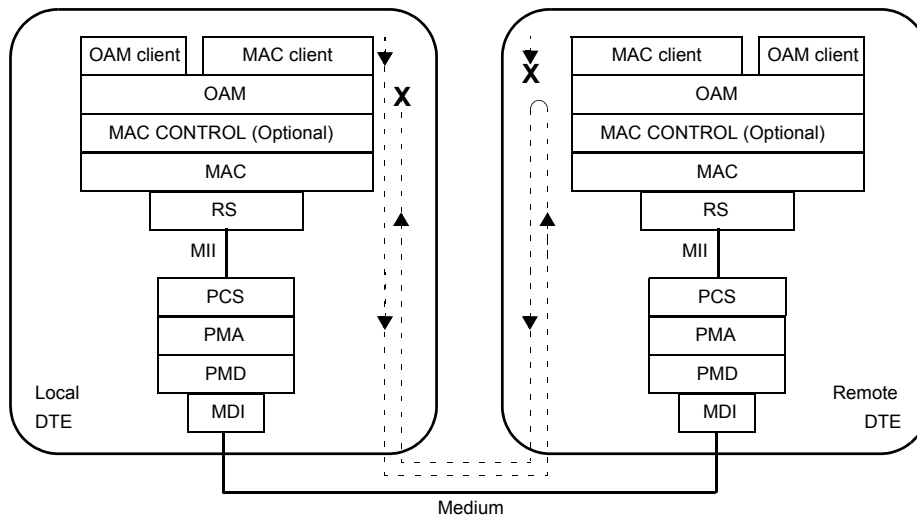 OAM client
MAC client
OAM
MAC CONTROL (Optional)
MAC
RS
MII
PCS
PMA
PMD
MDI
Local
DTE
X
X
MAC client
OAM client
OAM
MAC CONTROL (Optional)
MAC
RS
MII
PCS
PMA
PMD
MDI
Remote
DTE
Medium